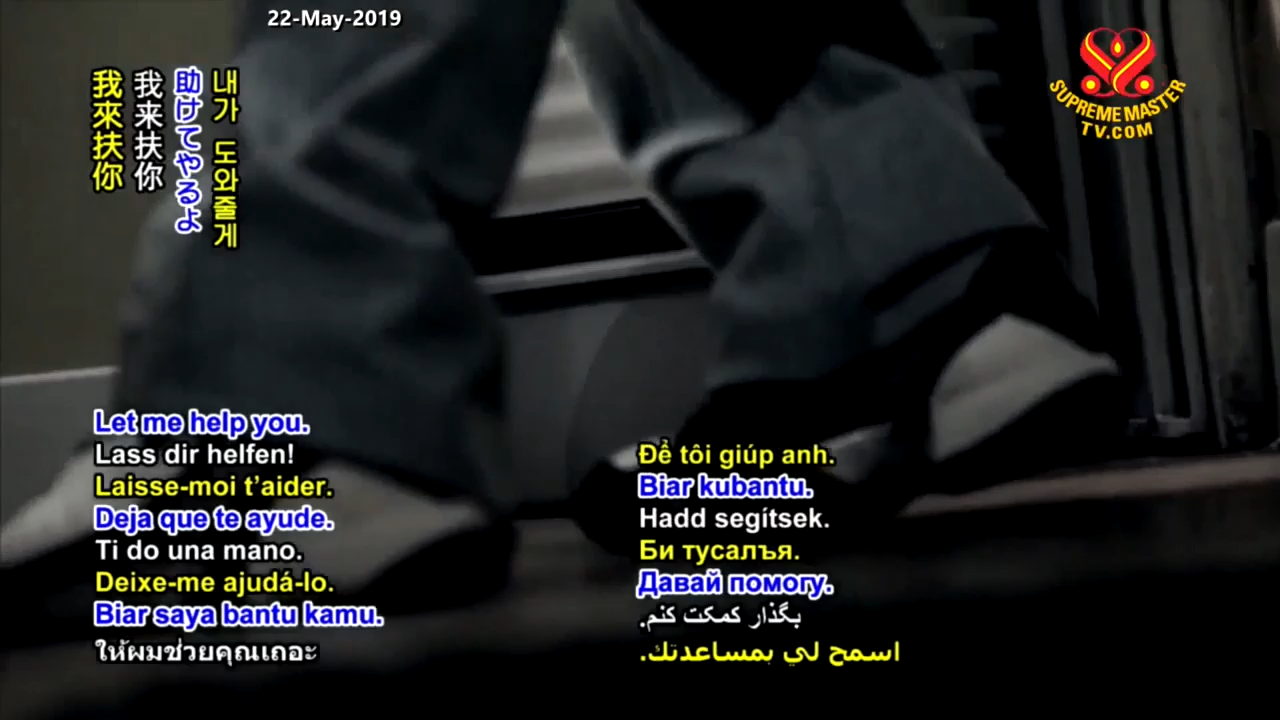 22-May-2019
SUPREME MASTER
TV.COM
내가 도와줄게
助けてやるよ
我来扶你
我來扶你
Let me help you.
Lass dir helfen!
Laisse-moi t’aider.
Deja que te ayude.
Ti do una mano.
Deixe-me ajudá-lo.
Biar saya bantu kamu.
ให้ผมช่วยคุณเถอะ
Để tôi giúp anh.
Biar kubantu.
Hadd segítsek.
Би тусалъя.
Давай помогу.
بگذار کمکت کنم.
اسمح لي بمساعدتك.